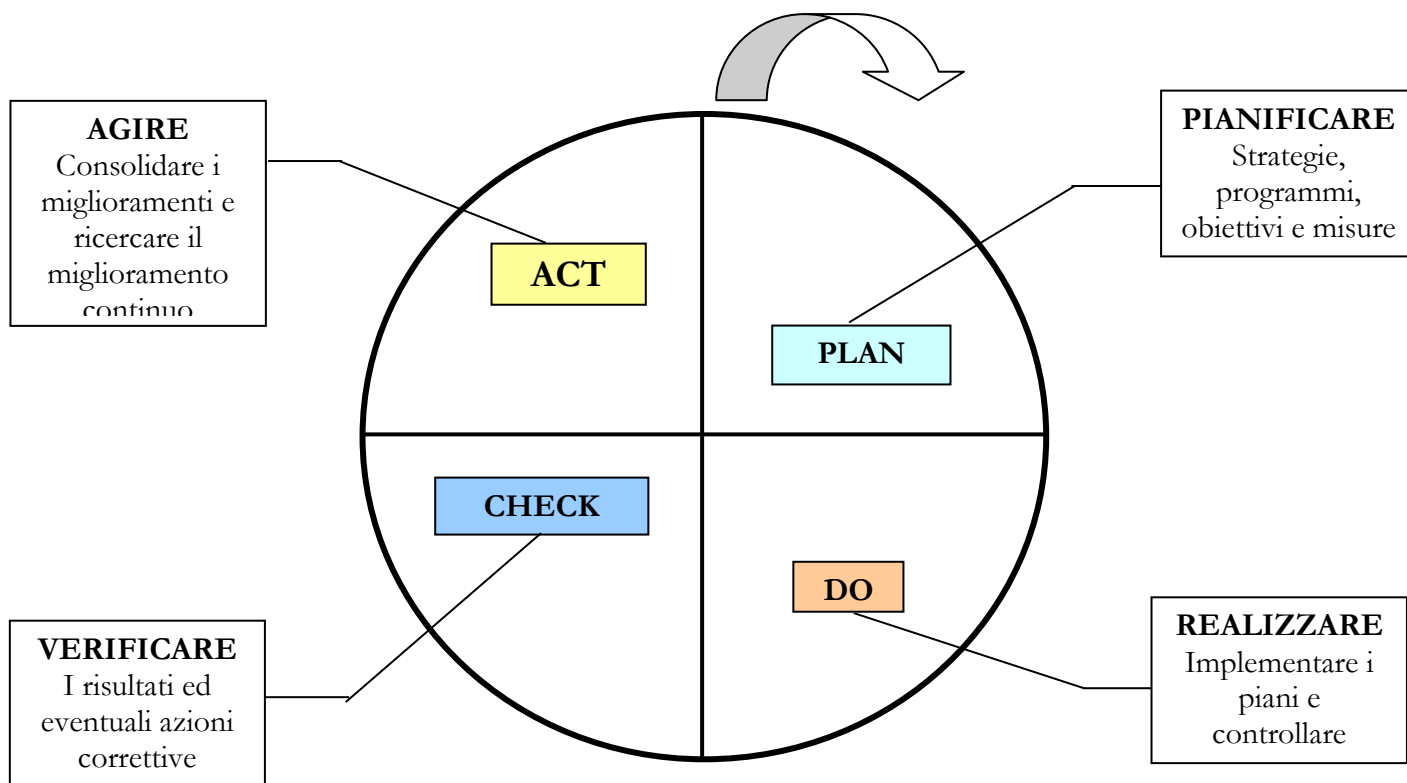 AGIRE
Consolidare i
miglioramenti e
ricercare il
miglioramento
continuo
PIANIFICARE
Strategie,
programmi,
obiettivi e misure
ACT
PLAN
CHECK
DO
VERIFICARE
I risultati ed
eventuali azioni
correttive
REALIZZARE
Implementare i
piani e
controllare